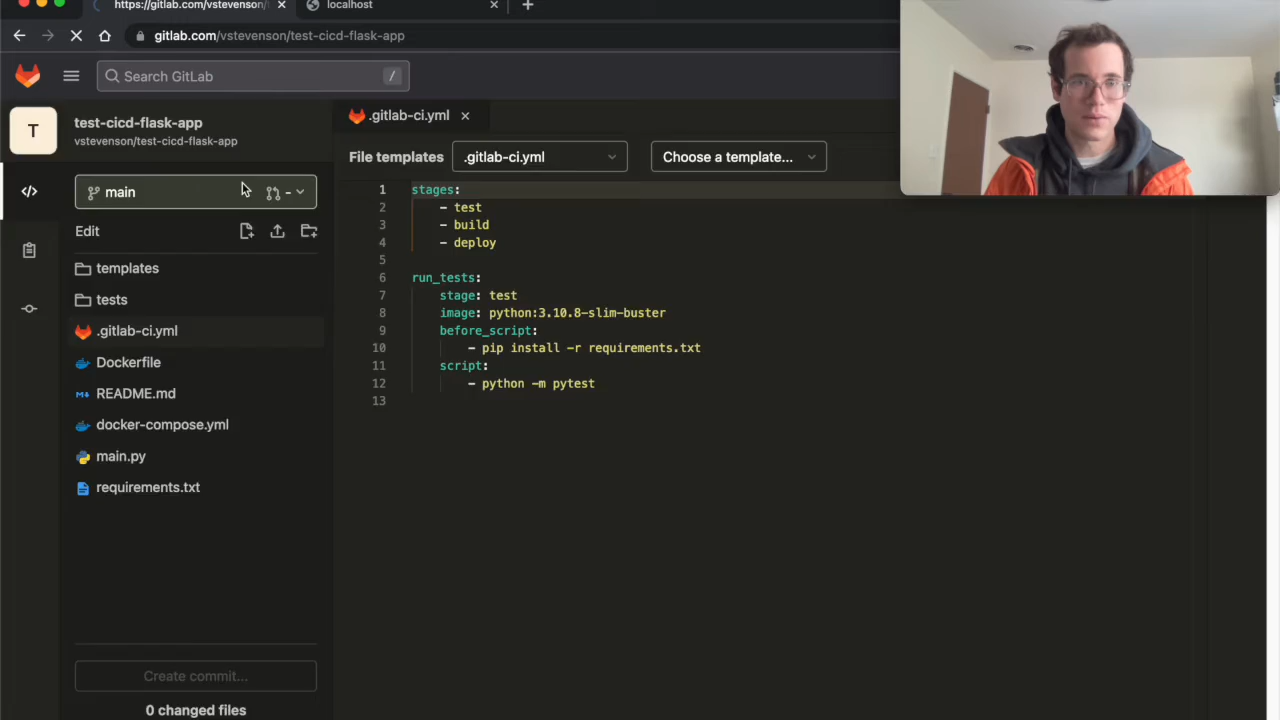 https://gitlab.com/vstevenson/
localhost
gitlab.com/vstevenson/test-cicd-flask-app
Search GitLab /
T
test-cicd-flask-app
vstevenson/test-cicd-flask-app
.gitlab-ci.yml
File templates .gitlab-ci.yml Choose a template...
main -
Edit
templates
tests
.gitlab-ci.yml
Dockerfile
README.md
docker-compose.yml
main.py
requirements.txt
Create commit...
0 changed files
1 stages:
2 - test
3 - build
4 - deploy
5
6 run_tests:
7 stage: test
8 image: python:3.10.8-slim-buster
9 before_script:
10 - pip install -r requirements.txt
11 script:
12 - python -m pytest
13